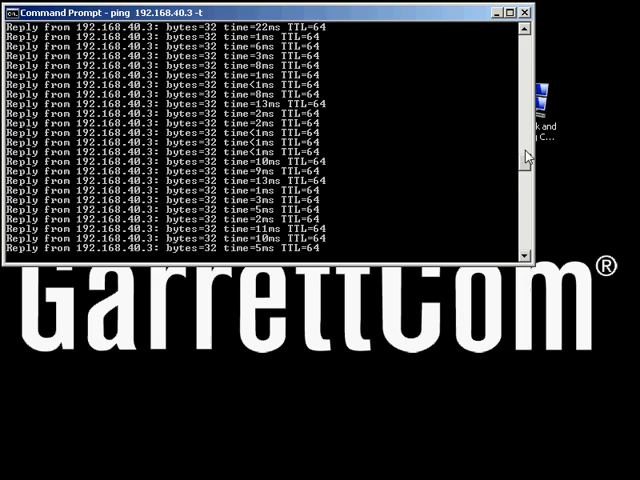 Command Prompt - ping 192.168.40.3 -t
Reply from 192.168.40.3: bytes=32 time=22ms TTL=64
Reply from 192.168.40.3: bytes=32 time=1ms TTL=64
Reply from 192.168.40.3: bytes=32 time=6ms TTL=64
Reply from 192.168.40.3: bytes=32 time=3ms TTL=64
Reply from 192.168.40.3: bytes=32 time=8ms TTL=64
Reply from 192.168.40.3: bytes=32 time=1ms TTL=64
Reply from 192.168.40.3: bytes=32 time<1ms TTL=64
Reply from 192.168.40.3: bytes=32 time=8ms TTL=64
Reply from 192.168.40.3: bytes=32 time=13ms TTL=64
Reply from 192.168.40.3: bytes=32 time=2ms TTL=64
Reply from 192.168.40.3: bytes=32 time=2ms TTL=64
Reply from 192.168.40.3: bytes=32 time<1ms TTL=64
Reply from 192.168.40.3: bytes=32 time<1ms TTL=64
Reply from 192.168.40.3: bytes=32 time<1ms TTL=64
Reply from 192.168.40.3: bytes=32 time=10ms TTL=64
Reply from 192.168.40.3: bytes=32 time=9ms TTL=64
Reply from 192.168.40.3: bytes=32 time=13ms TTL=64
Reply from 192.168.40.3: bytes=32 time=1ms TTL=64
Reply from 192.168.40.3: bytes=32 time=3ms TTL=64
Reply from 192.168.40.3: bytes=32 time=5ms TTL=64
Reply from 192.168.40.3: bytes=32 time=2ms TTL=64
Reply from 192.168.40.3: bytes=32 time=11ms TTL=64
Reply from 192.168.40.3: bytes=32 time=10ms TTL=64
Reply from 192.168.40.3: bytes=32 time=5ms TTL=64
k and
g C...
GarrettCom®